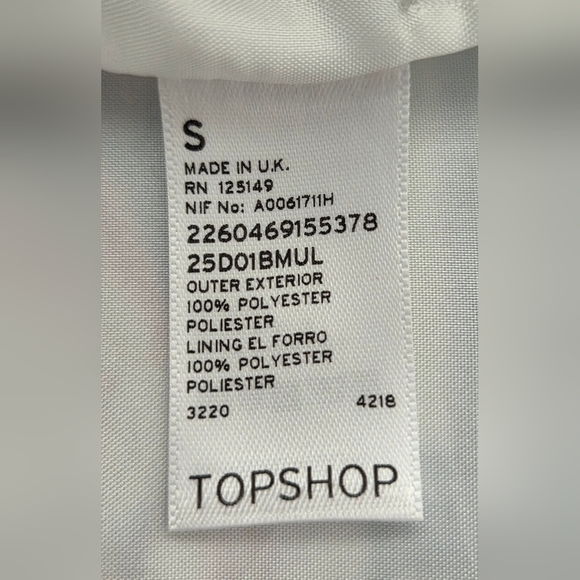 S
MADE IN U.K.
RN 125149
NIF No: A0061711H
2260469155378
25D01BMUL
OUTER EXTERIOR
100% POLYESTER
POLIESTER
LINING EL FORRO
100% POLYESTER
POLIESTER
3220 4218
TOPSHOP